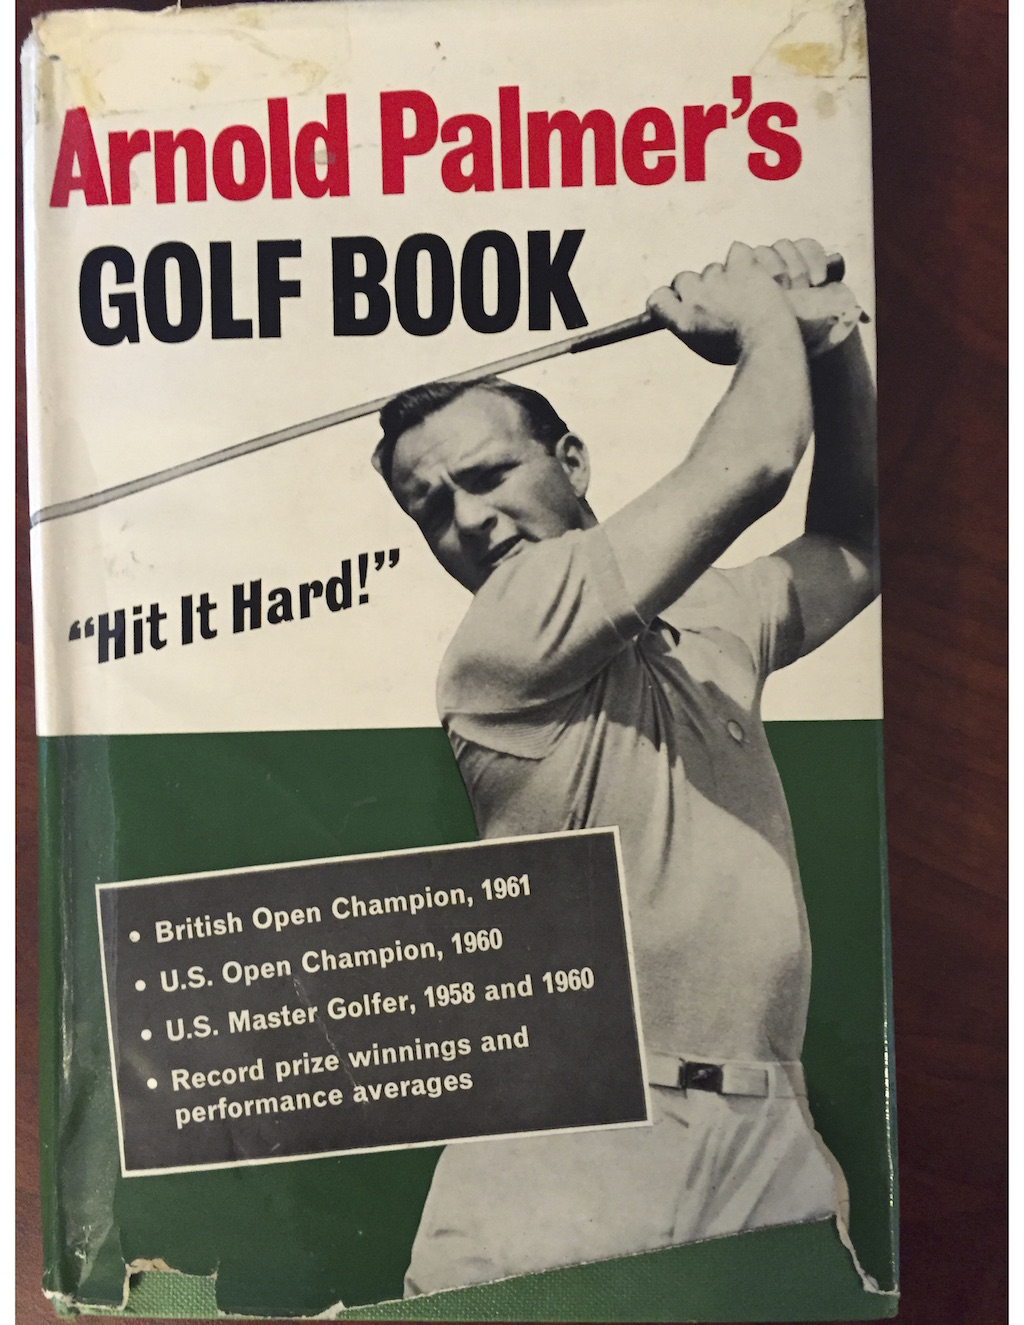 Arnold Palmer's
GOLF BOOK
“Hit It Hard!”
• British Open Champion, 1961
• U.S. Open Champion, 1960
• U.S. Master Golfer, 1958 and 1960
• Record prize winnings and
performance averages